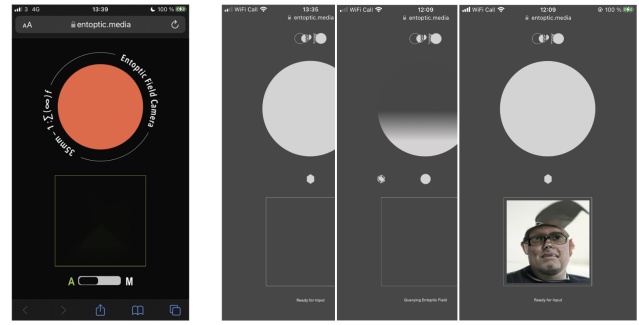 3 4G
13:39
100 %
AA
entoptic.media
Entoptic Field Camera
35mm – 1:∑(∞)f
A
M
WiFi Call
13:35
entoptic.media
Ready for Input
WiFi Call
12:09
entoptic.media
Querying Entoptic Field
WiFi Call
12:09
100 %
entoptic.media
Ready for Input